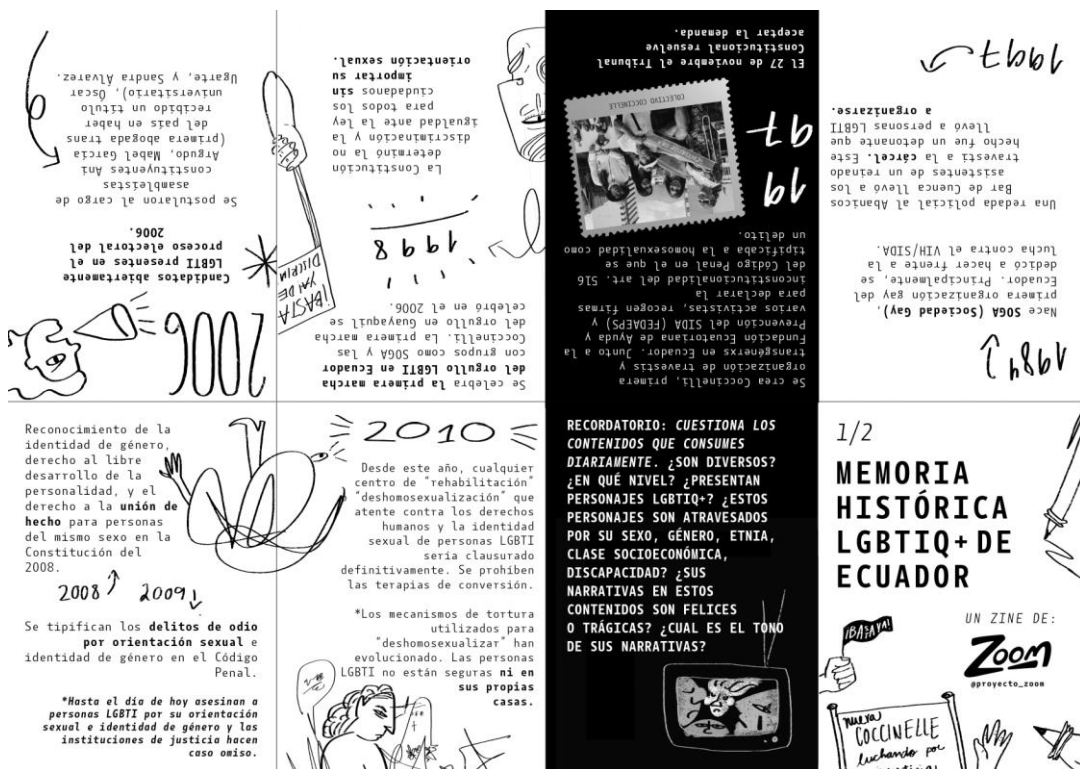 1/2
MEMORIA
HISTÓRICA
LGBTIQ+ DE
ECUADOR
UN ZINE DE:
Zoom
@proyecto_zoom
¡BASTA YA!
nueva
COCCINELLE
luchando por
1984
Nace SOGA (Sociedad Gay),
primera organización gay del
Ecuador. Principalmente, se
dedicó a hacer frente a la
lucha contra el VIH/SIDA.
Una redada policial al Abanicos
Bar de Cuenca llevó a los
asistentes de un reinado
travesti a la cárcel. Este
hecho fue un detonante que
llevó a personas LGBTI
a organizarse.
1997
Se crea Coccinelli, primera
organización de travestis y
transgénerxs en Ecuador. Junto a la
Fundación Ecuatoriana de Ayuda y
Prevención del SIDA (FEDAEPS) y
varios activistas, recogen firmas
para declarar la
inconstitucionalidad del art. 516
del Código Penal en el que se
tipificaba a la homosexualidad como
un delito.
19
97
COLECTIVO COCCINELLE
El 27 de noviembre el Tribunal
Constitucional resuelve
aceptar la demanda.
Se celebra la primera marcha
del orgullo LGBTI en Ecuador
con grupos como SOGA y las
Coccinelli. La primera marcha
del orgullo en Guayaquil se
celebró en el 2006.
¡BASTA
YA! DE
DISCRIM
1998
La Constitución
determinó la no
discriminación y la
igualdad ante la ley
para todos los
ciudadanos sin
importar su
orientación sexual.
2006
Candidatos abiertamente
LGBTI presentes en el
proceso electoral del
2006.
Se postularon al cargo de
asambleístas
constituyentes Ani
Argudo, Mabel García
(primera abogada trans
del país en haber
recibido un título
universitario), Óscar
Ugarte, y Sandra Álvarez.
Reconocimiento de la
identidad de género,
derecho al libre
desarrollo de la
personalidad, y el
derecho a la unión de
hecho para personas
del mismo sexo en la
Constitución del
2008.
2008 2009
Se tipifican los delitos de odio
por orientación sexual e
identidad de género en el Código
Penal.
*Hasta el día de hoy asesinan a
personas LGBTI por su orientación
sexual e identidad de género y las
instituciones de justicia hacen
caso omiso.
2010
Desde este año, cualquier
centro de "rehabilitación"
"deshomosexualización" que
atente contra los derechos
humanos y la identidad
sexual de personas LGBTI
sería clausurado
definitivamente. Se prohíben
las terapias de conversión.
*Los mecanismos de tortura
utilizados para
"deshomosexualizar" han
evolucionado. Las personas
LGBTI no están seguras ni en
sus propias
casas.
RECORDATORIO: CUESTIONA LOS
CONTENIDOS QUE CONSUMES
DIARIAMENTE. ¿SON DIVERSOS?
¿EN QUÉ NIVEL? ¿PRESENTAN
PERSONAJES LGBTIQ+? ¿ESTOS
PERSONAJES SON ATRAVESADOS
POR SU SEXO, GÉNERO, ETNIA,
CLASE SOCIOECONÓMICA,
DISCAPACIDAD? ¿SUS
NARRATIVAS EN ESTOS
CONTENIDOS SON FELICES
O TRÁGICAS? ¿CUAL ES EL TONO
DE SUS NARRATIVAS?